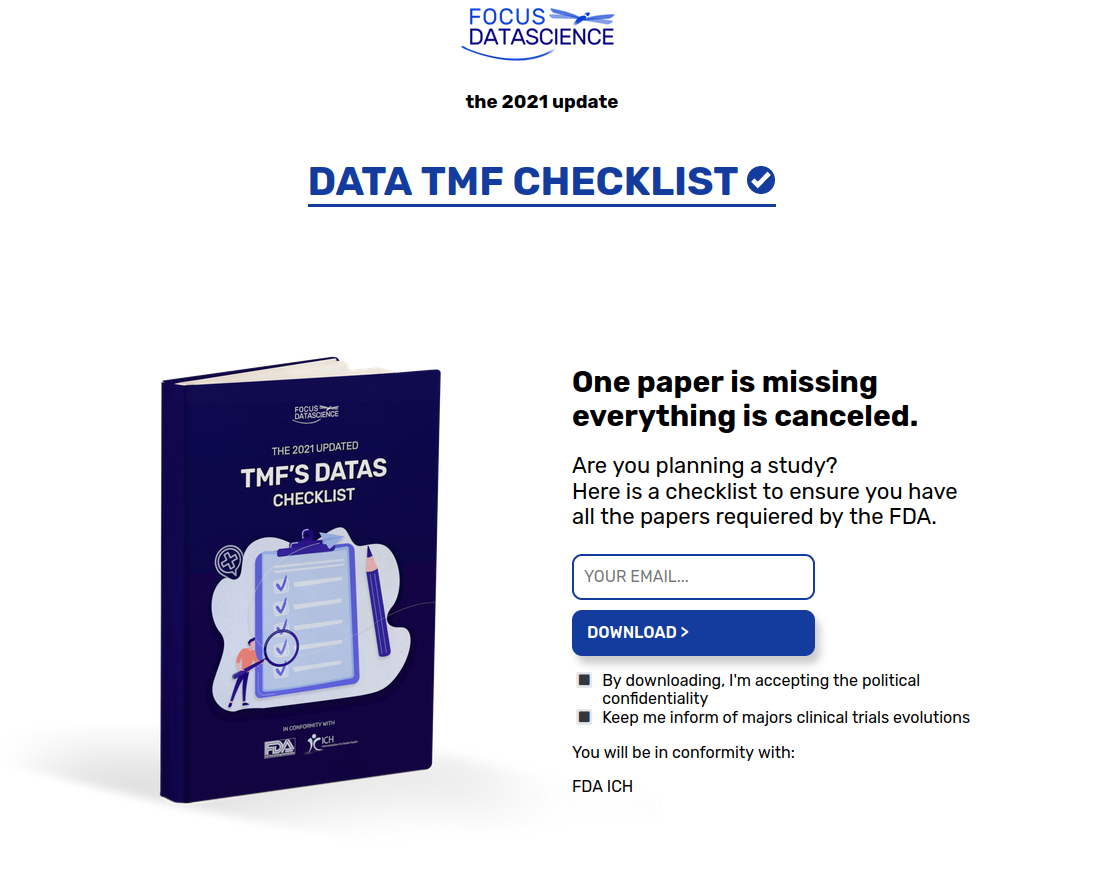 FOCUS
DATASCIENCE
the 2021 update
DATA TMF CHECKLIST
FOCUS
DATASCIENCE
THE 2021 UPDATED
TMF'S DATAS
CHECKLIST
IN CONFORMITY WITH
FDA
ICH
One paper is missing
everything is canceled.
Are you planning a study?
Here is a checklist to ensure you have
all the papers requiered by the FDA.
YOUR EMAIL...
DOWNLOAD >
By downloading, I'm accepting the political
confidentiality
Keep me inform of majors clinical trials evolutions
You will be in conformity with:
FDA ICH